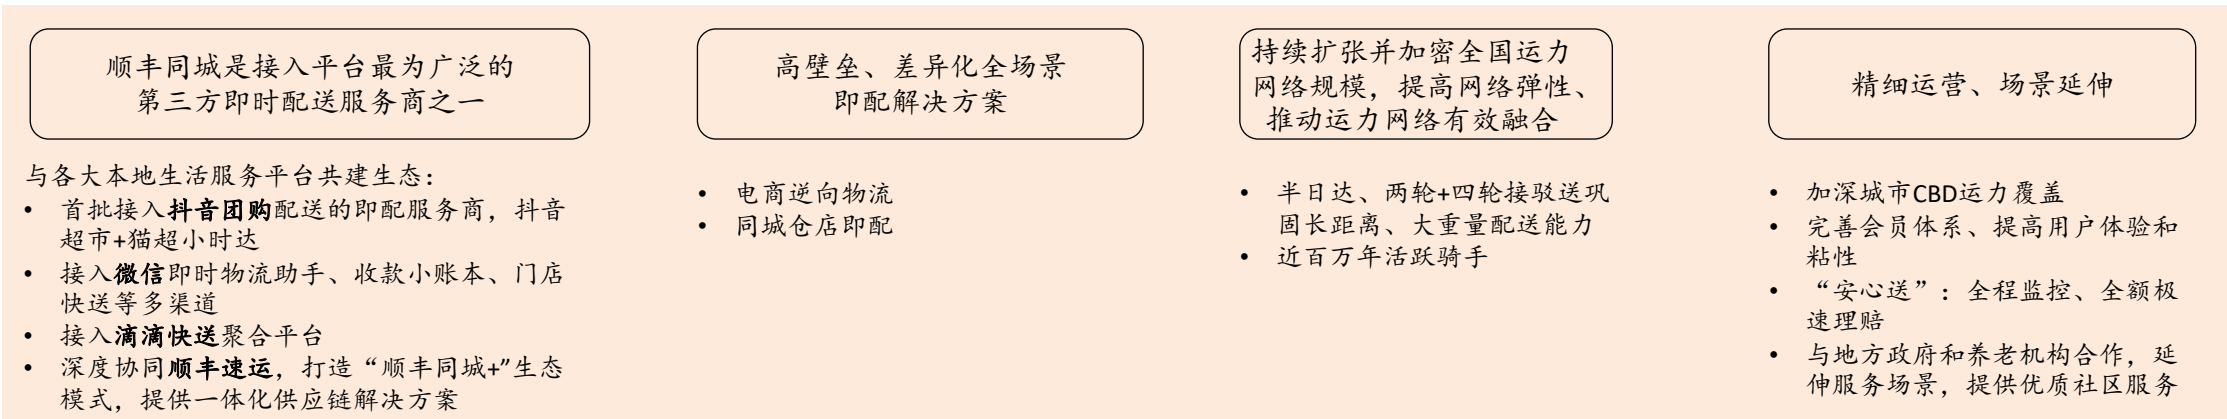 顺丰同城是接入平台最为广泛的
第三方即时配送服务商之一
与各大本地生活服务平台共建生态：
• 首批接入抖音团购配送的即配服务商，抖音
超市+猫超小时达
• 接入微信即时物流助手、收款小账本、门店
快送等多渠道
• 接入滴滴快送聚合平台
• 深度协同顺丰速运，打造“顺丰同城+”生态
模式，提供一体化供应链解决方案
高壁垒、差异化全场景
即配解决方案
• 电商逆向物流
• 同城仓店即配
持续扩张并加密全国运力
网络规模，提高网络弹性、
推动运力网络有效融合
• 半日达、两轮+四轮接驳送巩
固长距离、大重量配送能力
• 近百万年活跃骑手
精细运营、场景延伸
• 加深城市CBD运力覆盖
• 完善会员体系、提高用户体验和
粘性
• “安心送”：全程监控、全额极
速理赔
• 与地方政府和养老机构合作，延
伸服务场景，提供优质社区服务